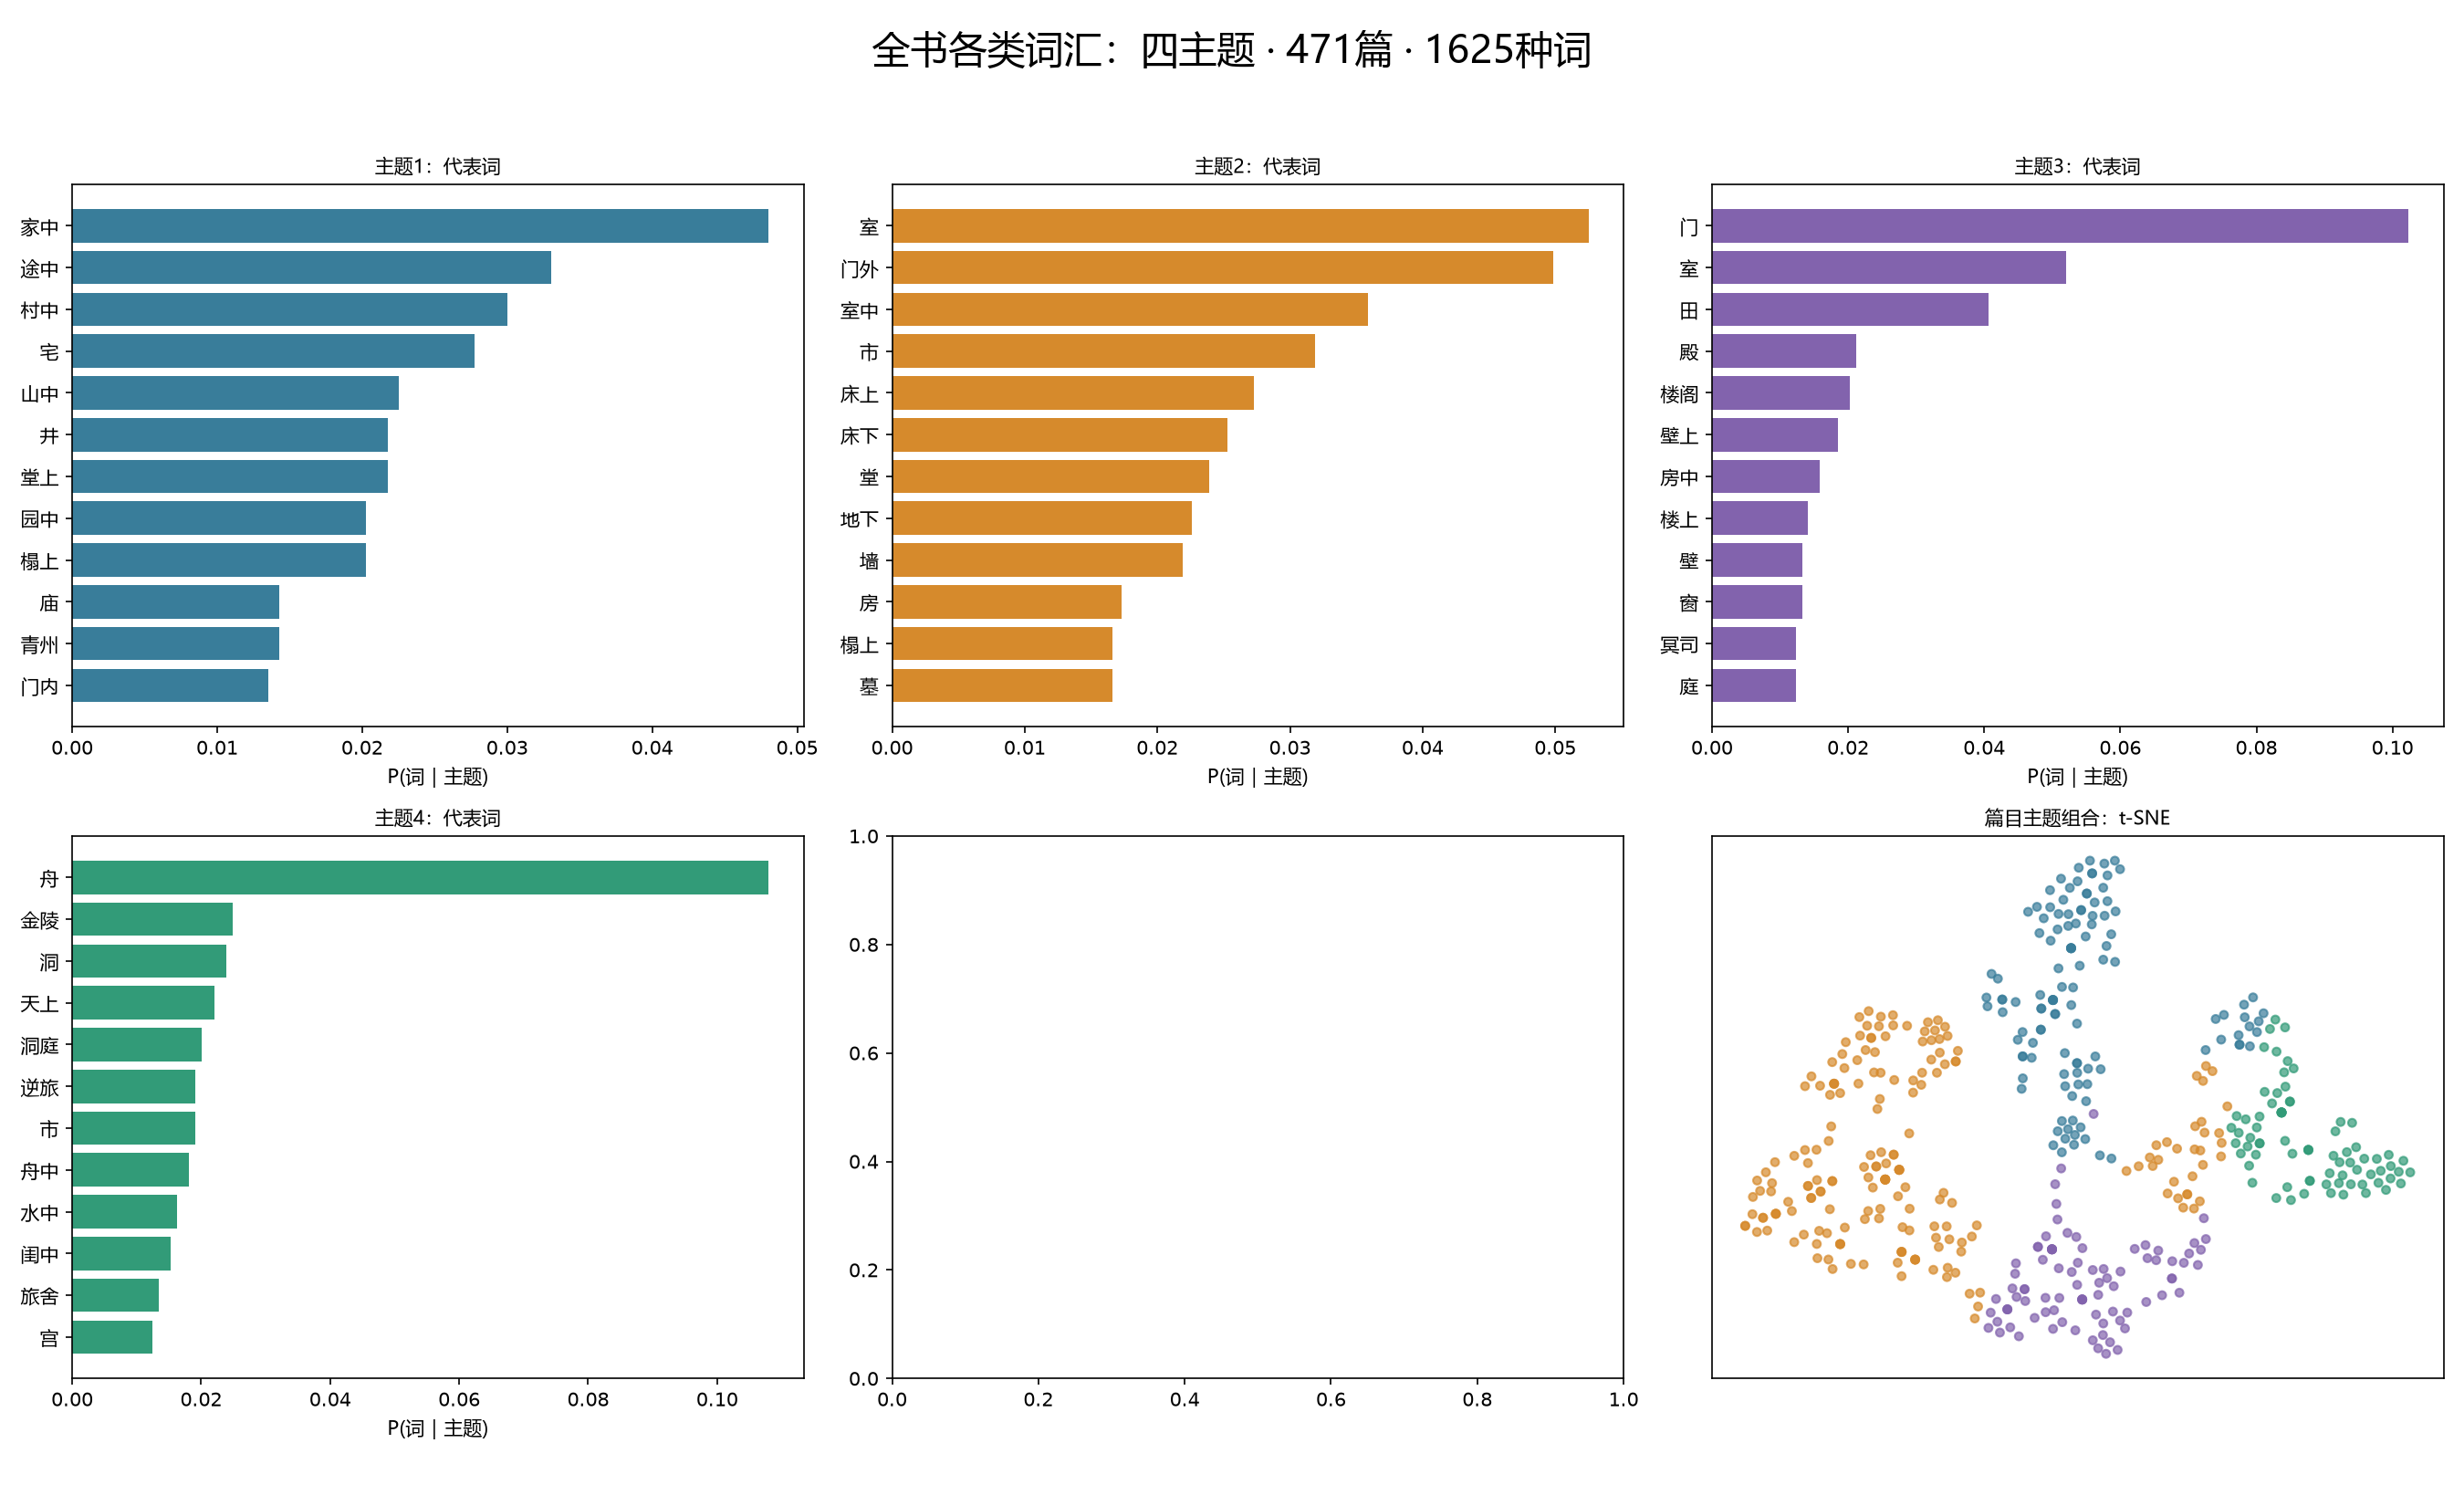 全书各类词汇：四主题 · 471篇 · 1625种词
主题1：代表词
家中
途中
村中
宅
山中
井
堂上
园中
榻上
庙
青州
门内
0.00 0.01 0.02 0.03 0.04 0.05
P(词 | 主题)
主题2：代表词
室
门外
室中
市
床上
床下
堂
地下
墙
房
榻上
墓
0.00 0.01 0.02 0.03 0.04 0.05
P(词 | 主题)
主题3：代表词
门
室
田
殿
楼阁
壁上
房中
楼上
壁
窗
冥司
庭
0.00 0.02 0.04 0.06 0.08 0.10
P(词 | 主题)
主题4：代表词
舟
金陵
洞
天上
洞庭
逆旅
市
舟中
水中
闺中
旅舍
宫
0.00 0.02 0.04 0.06 0.08 0.10
P(词 | 主题)
1.0
0.8
0.6
0.4
0.2
0.0
0.0 0.2 0.4 0.6 0.8 1.0
篇目主题组合：t-SNE